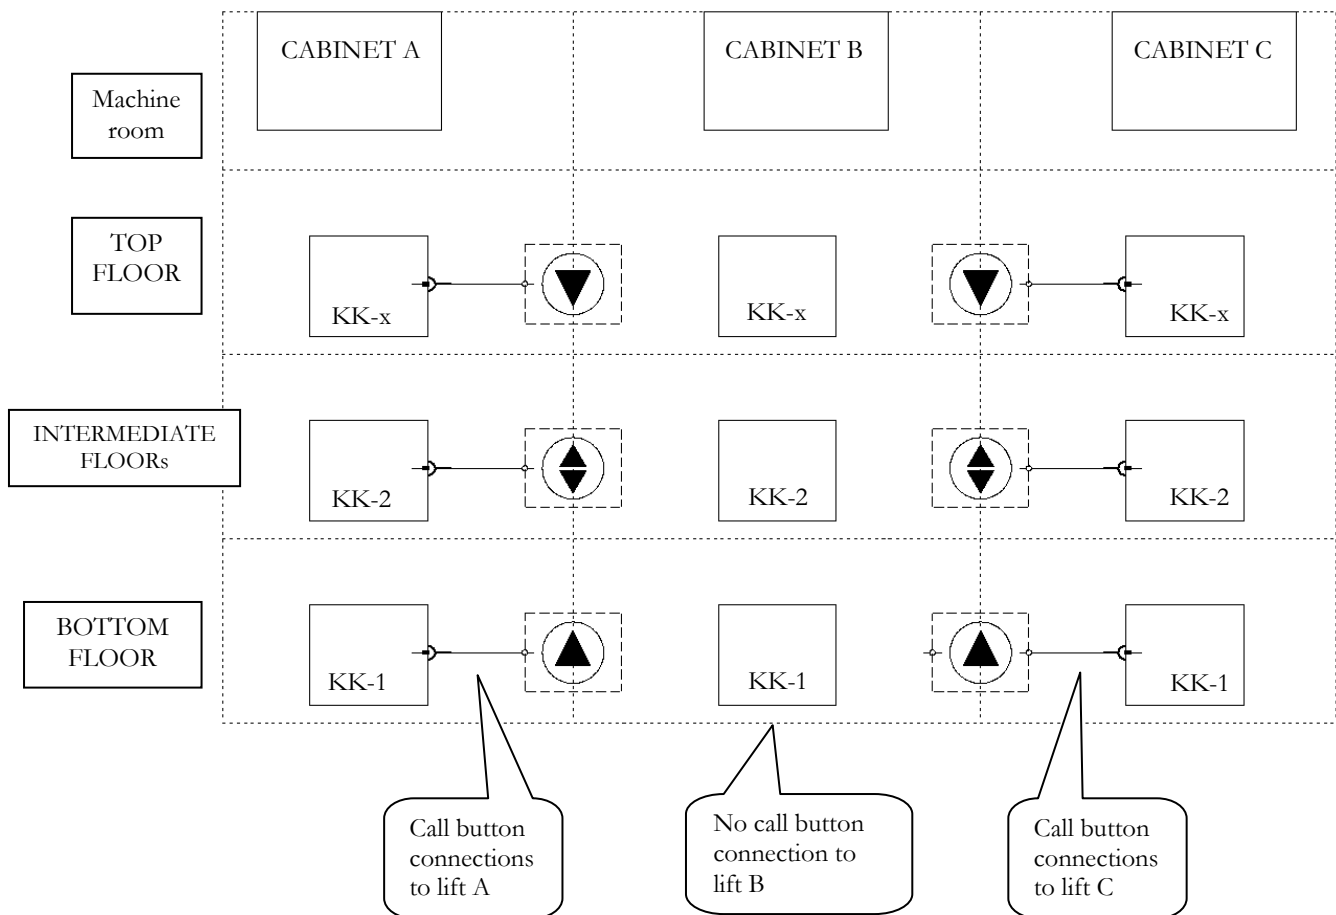 CABINET A
CABINET B
CABINET C
Machine
room
TOP
FLOOR
KK-x
KK-x
KK-x
INTERMEDIATE
FLOORs
KK-2
KK-2
KK-2
BOTTOM
FLOOR
KK-1
KK-1
KK-1
Call button
connections
to lift A
No call button
connection to
lift B
Call button
connections
to lift C